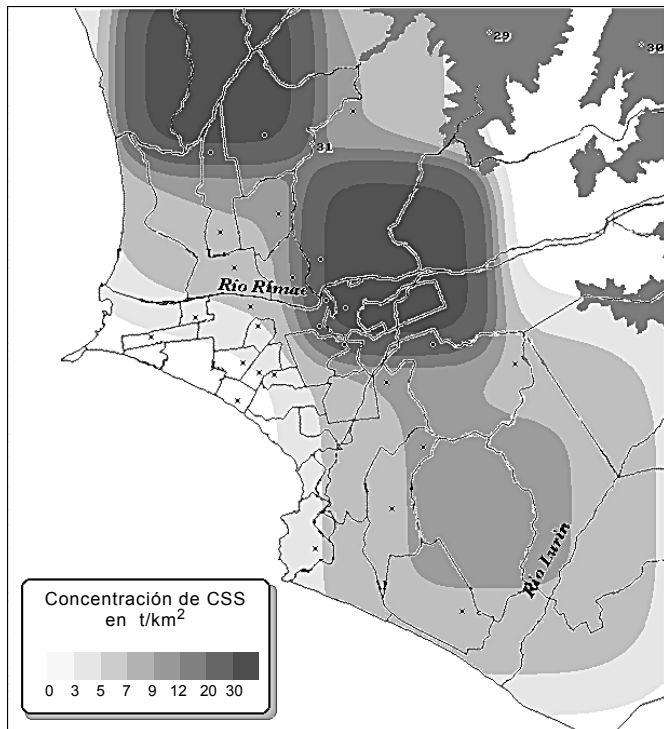 29
30
31
Río Rímac
Río Lurín
Concentración de CSS
en t/km²
0 3 5 7 9 12 20 30